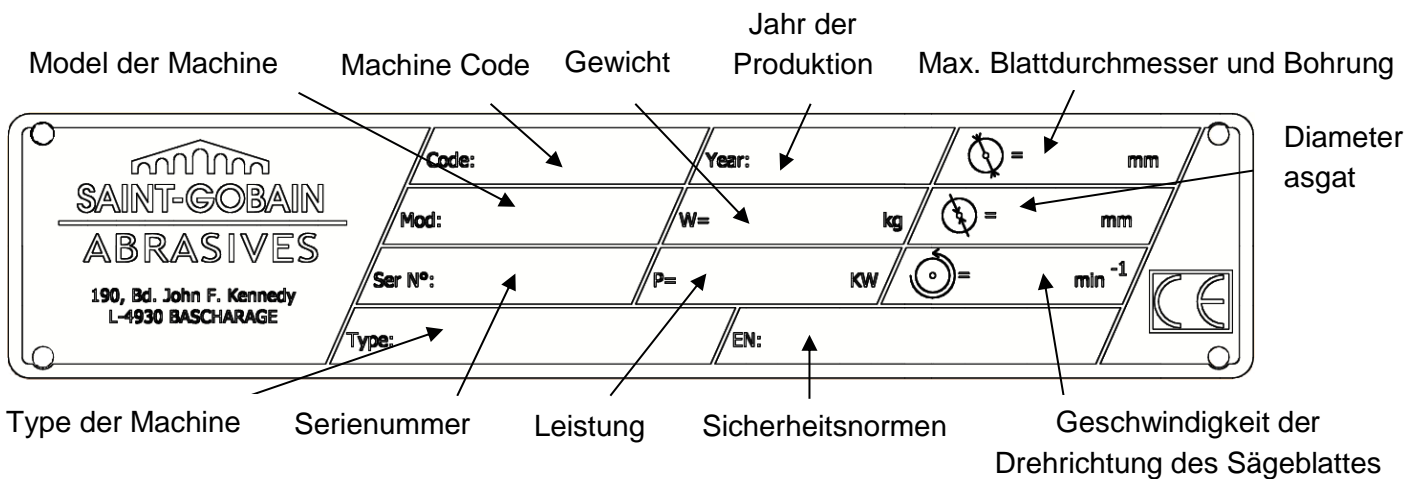 Jahr der
Produktion
Model der Machine
Machine Code
Gewicht
Max. Blattdurchmesser und Bohrung
Diameter
asgat
SAINT-GOBAIN
ABRASIVES
190, Bd. John F. Kennedy
L-4930 BASCHARAGE
Code:
Year:
= mm
Mod:
W= kg
= mm
Ser N°:
P= KW
= min -1
Type:
EN:
CE
Type der Machine
Serienummer
Leistung
Sicherheitsnormen
Geschwindigkeit der
Drehrichtung des Sägeblattes